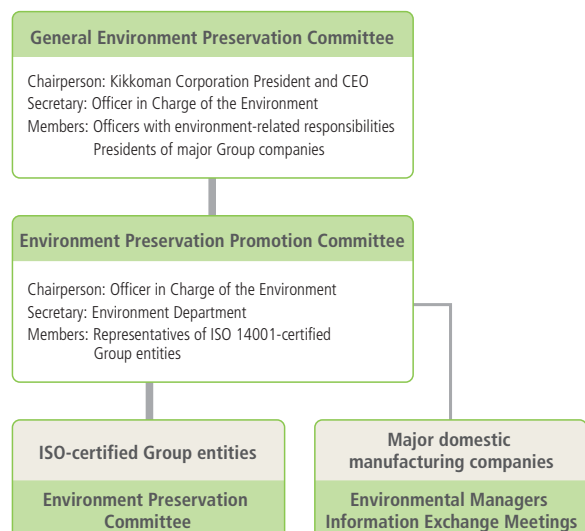 General Environment Preservation Committee
Chairperson: Kikkoman Corporation President and CEO
Secretary: Officer in Charge of the Environment
Members: Officers with environment-related responsibilities
Presidents of major Group companies
Environment Preservation Promotion Committee
Chairperson: Officer in Charge of the Environment
Secretary: Environment Department
Members: Representatives of ISO 14001-certified
Group entities
ISO-certified Group entities
Environment Preservation
Committee
Major domestic
manufacturing companies
Environmental Managers
Information Exchange Meetings